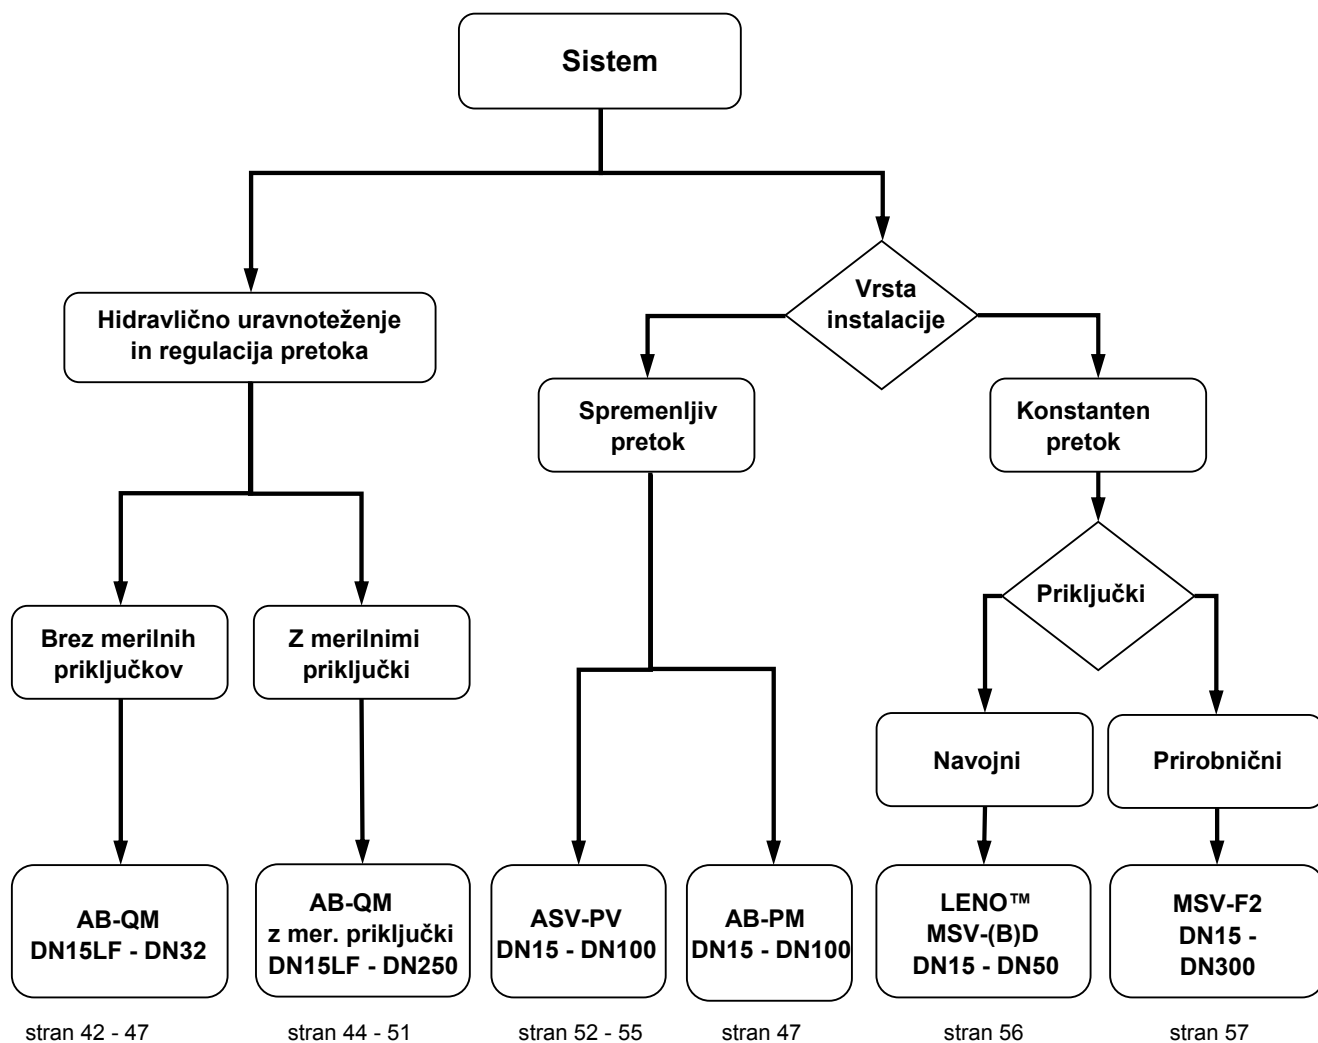 Sistem
Vrsta
instalacije
Hidravlično uravnoteženje
in regulacija pretoka
Spremenljiv
pretok
Konstanten
pretok
Priključki
Brez merilnih
priključkov
Z merilnimi
priključki
Navojni
Prirobnični
AB-QM
DN15LF - DN32
AB-QM
z mer. priključki
DN15LF - DN250
ASV-PV
DN15 - DN100
AB-PM
DN15 - DN100
LENO™
MSV-(B)D
DN15 - DN50
MSV-F2
DN15 -
DN300
stran 42 - 47
stran 44 - 51
stran 52 - 55
stran 47
stran 56
stran 57